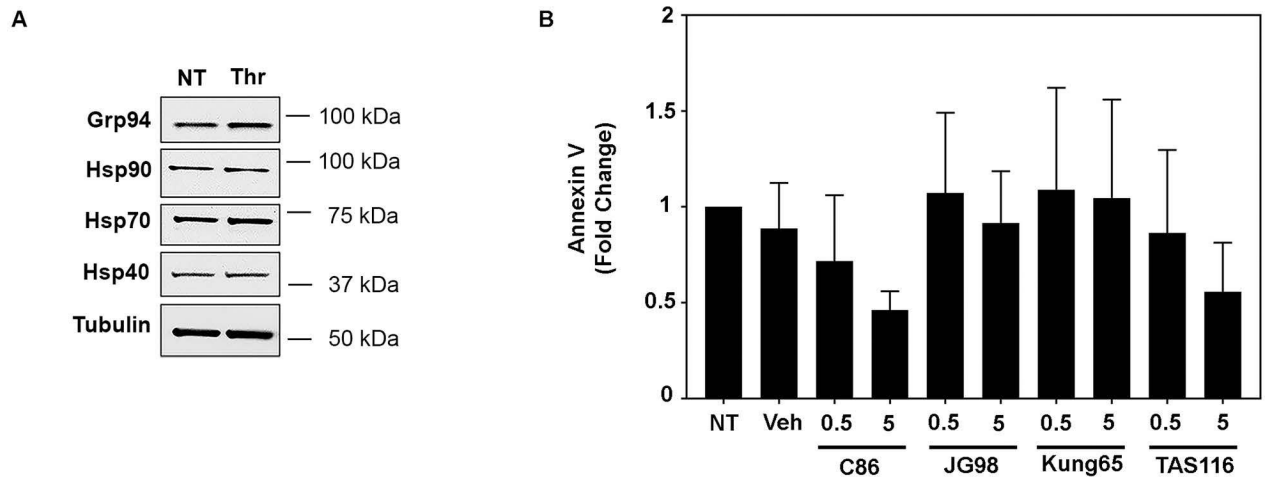 A
NT Thr
Grp94 100 kDa
Hsp90 100 kDa
Hsp70 75 kDa
Hsp40 37 kDa
Tubulin 50 kDa
B
Annexin V
(Fold Change)
2
1.5
1
0.5
0
NT Veh 0.5 5 0.5 5 0.5 5 0.5 5
C86 JG98 Kung65 TAS116